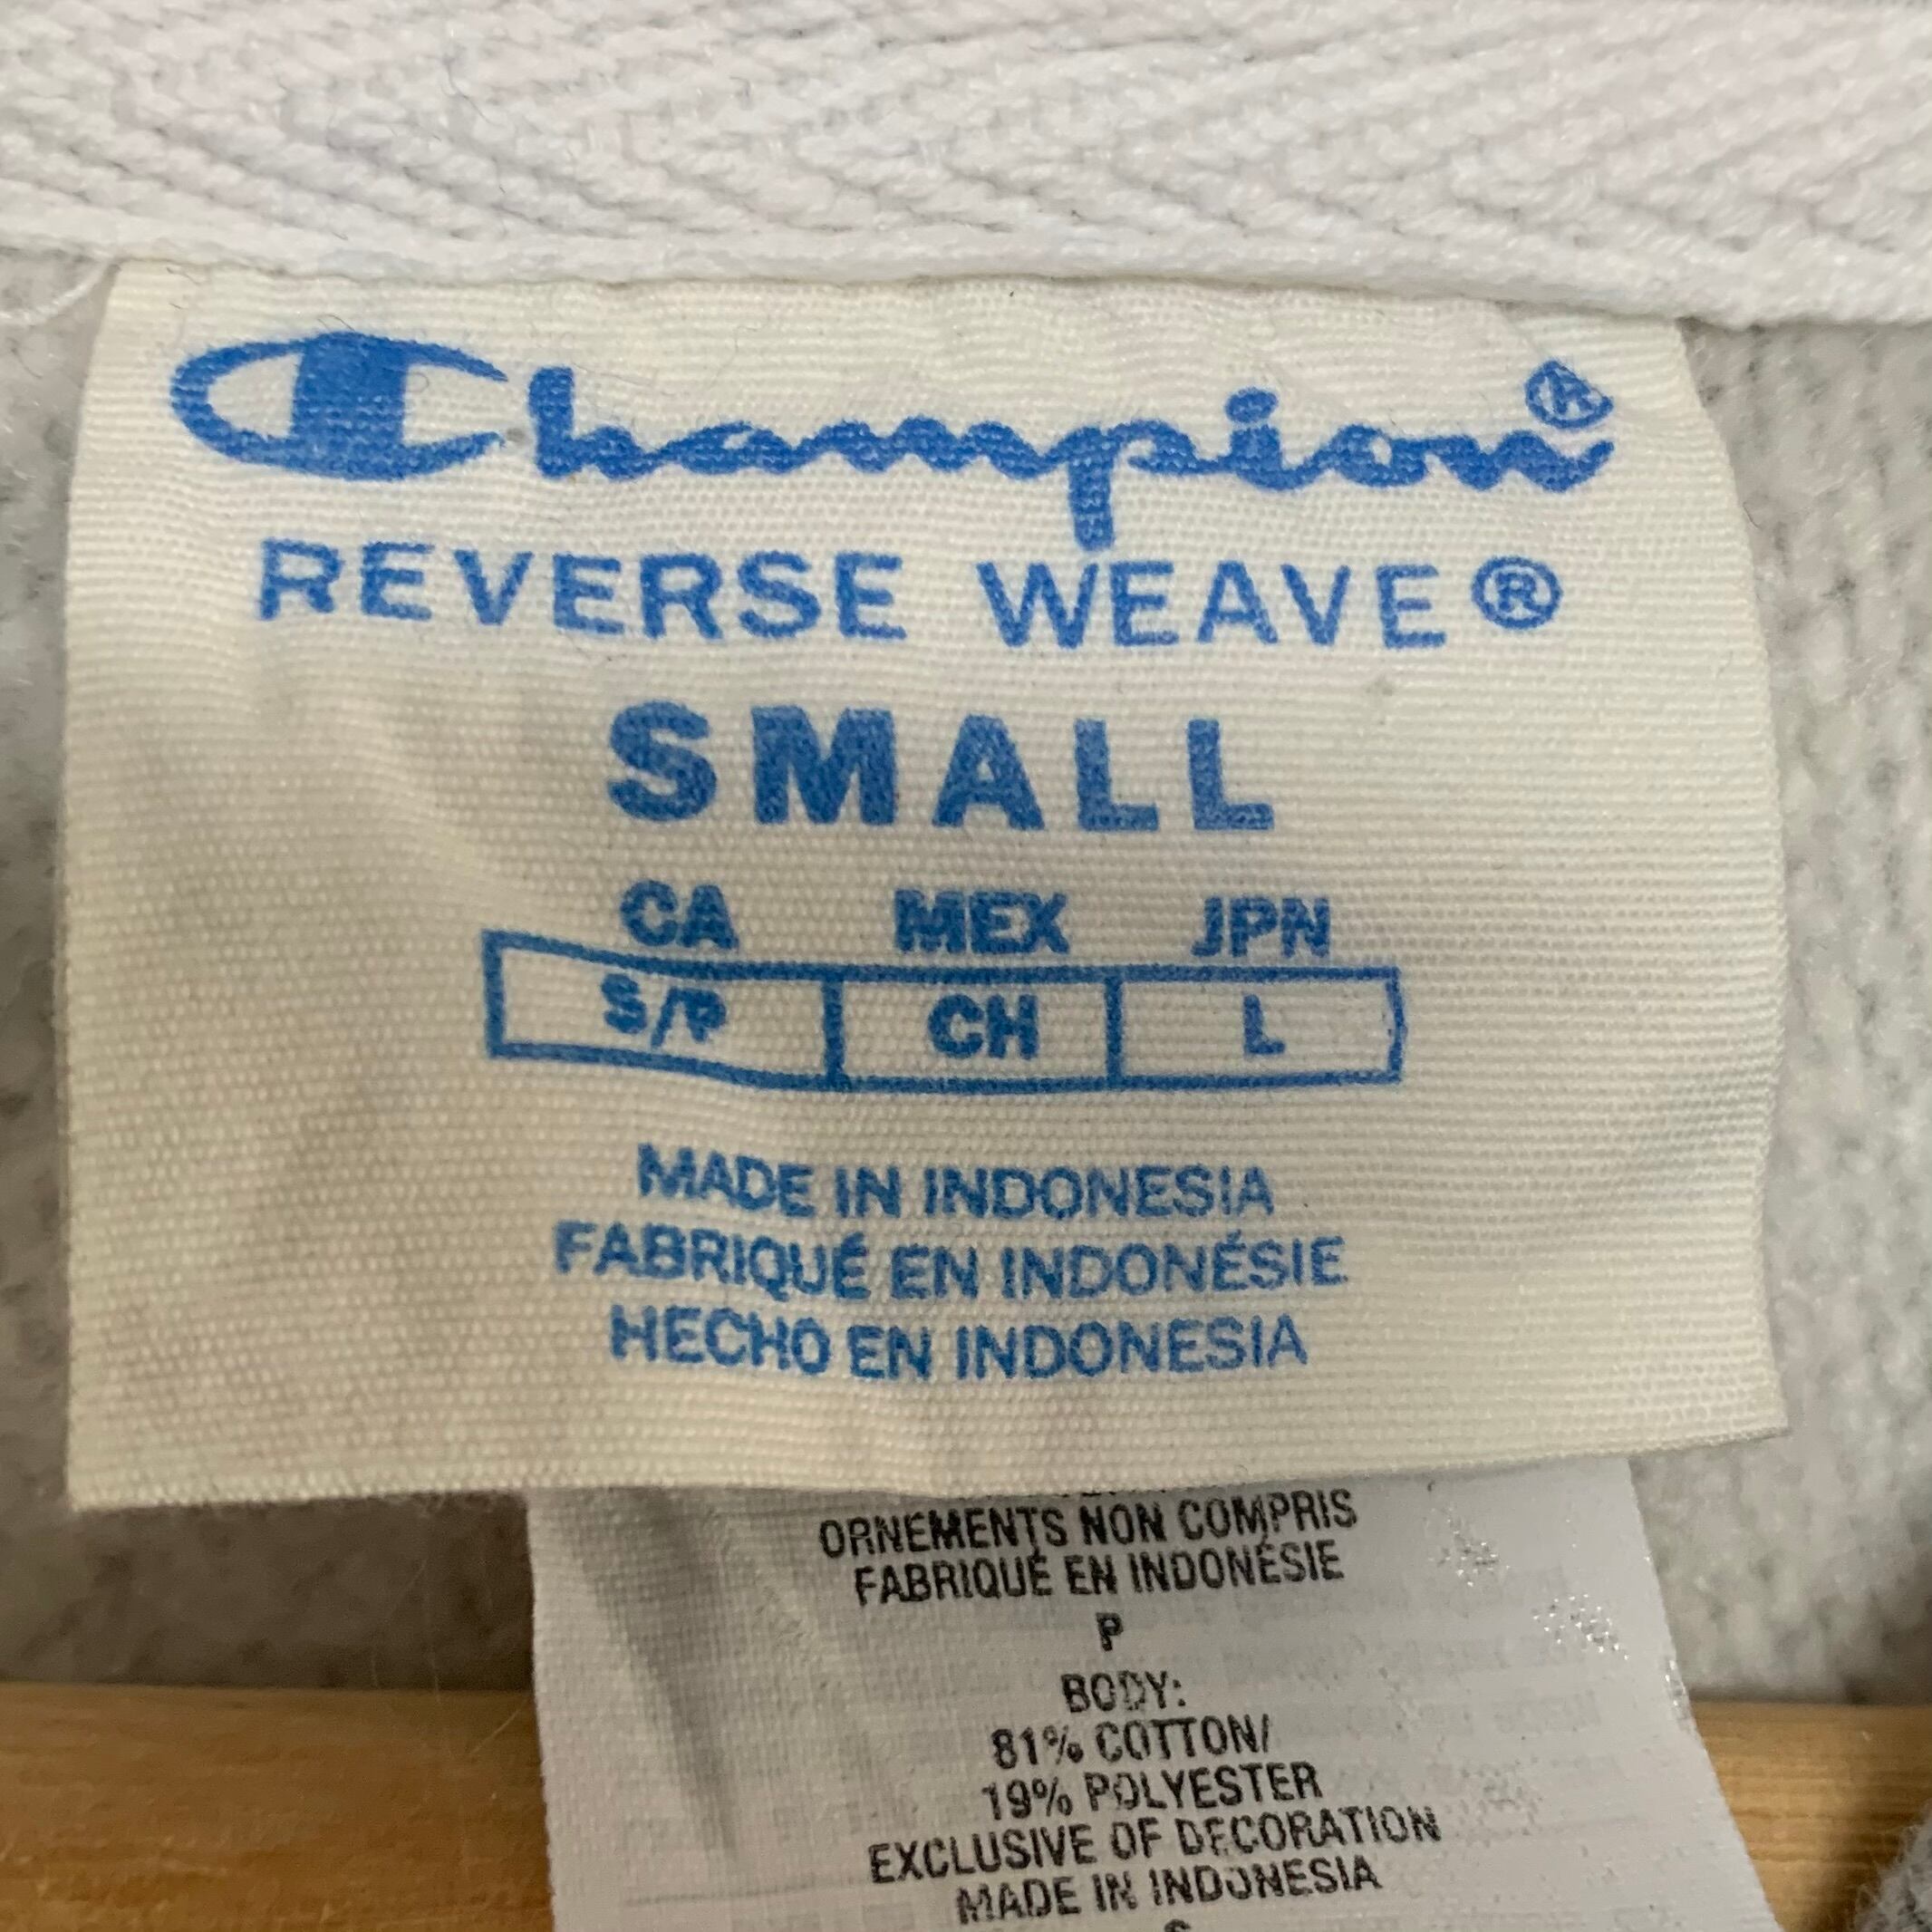 Champion®
REVERSE WEAVE®
SMALL
CA MEX JPN
S/P CH L
MADE IN INDONESIA
FABRIQUÉ EN INDONÉSIE
HECHO EN INDONESIA
ORNEMENTS NON COMPRIS
FABRIQUÉ EN INDONÉSIE
P
BODY:
81% COTTON/
19% POLYESTER
EXCLUSIVE OF DECORATION
MADE IN INDONESIA